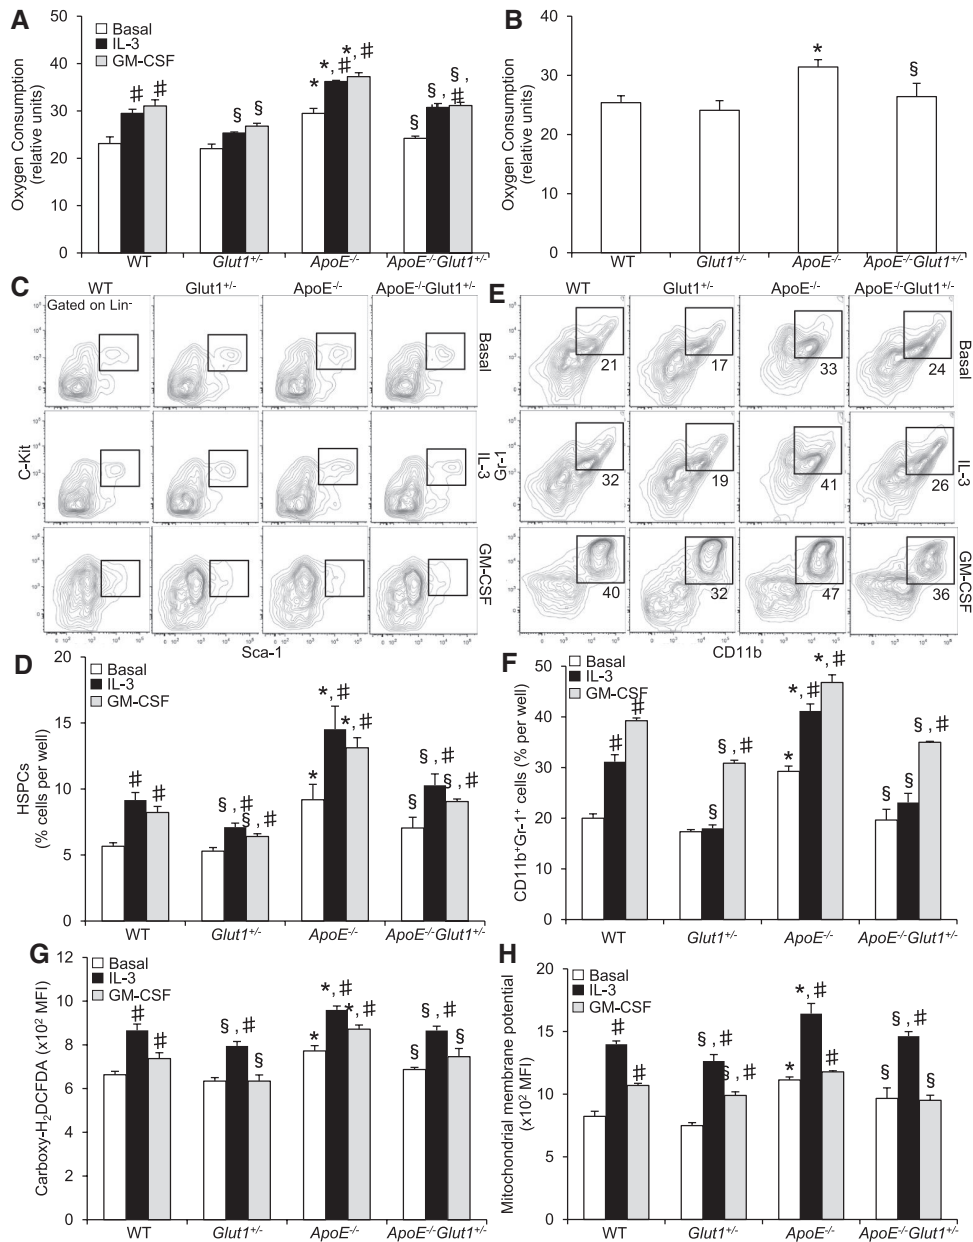 A
50
40
30
20
10
0
Oxygen Consumption
(relative units)
Basal
IL-3
GM-CSF
# #
§ §
* *, # *, #
§ §, # §, #
WT Glut1+/- ApoE-/- ApoE-/-Glut1+/-
B
40
30
20
10
0
Oxygen Consumption
(relative units)
*
§
WT Glut1+/- ApoE-/- ApoE-/-Glut1+/-
C
WT Glut1+/- ApoE-/- ApoE-/-Glut1+/-
Gated on Lin-
Basal
IL-3
GM-CSF
C-Kit
Sca-1
E
WT Glut1+/- ApoE-/- ApoE-/-Glut1+/-
21 17 33 24
Basal
32 19 41 26
IL-3
40 32 47 36
GM-CSF
Gr-1
CD11b
D
20
15
10
5
0
HSPCs
(% cells per well)
Basal
IL-3
GM-CSF
# #
§, # §, #
* *, # *, #
§ §, # §, #
WT Glut1+/- ApoE-/- ApoE-/-Glut1+/-
F
50
40
30
20
10
0
CD11b+Gr-1+ cells (% per well)
Basal
IL-3
GM-CSF
# #
§ §, #
* *, # *, #
§ §, #
WT Glut1+/- ApoE-/- ApoE-/-Glut1+/-
G
12
10
8
6
4
2
0
Carboxy-H2DCFDA (x102 MFI)
Basal
IL-3
GM-CSF
# #
§, # §
* *, # *, #
§ §, # §
WT Glut1+/- ApoE-/- ApoE-/-Glut1+/-
H
20
15
10
5
0
Mitochondrial membrane potential
(x102 MFI)
Basal
IL-3
GM-CSF
# #
§, # §, #
* *, # #
§ §, # §
WT Glut1+/- ApoE-/- ApoE-/-Glut1+/-